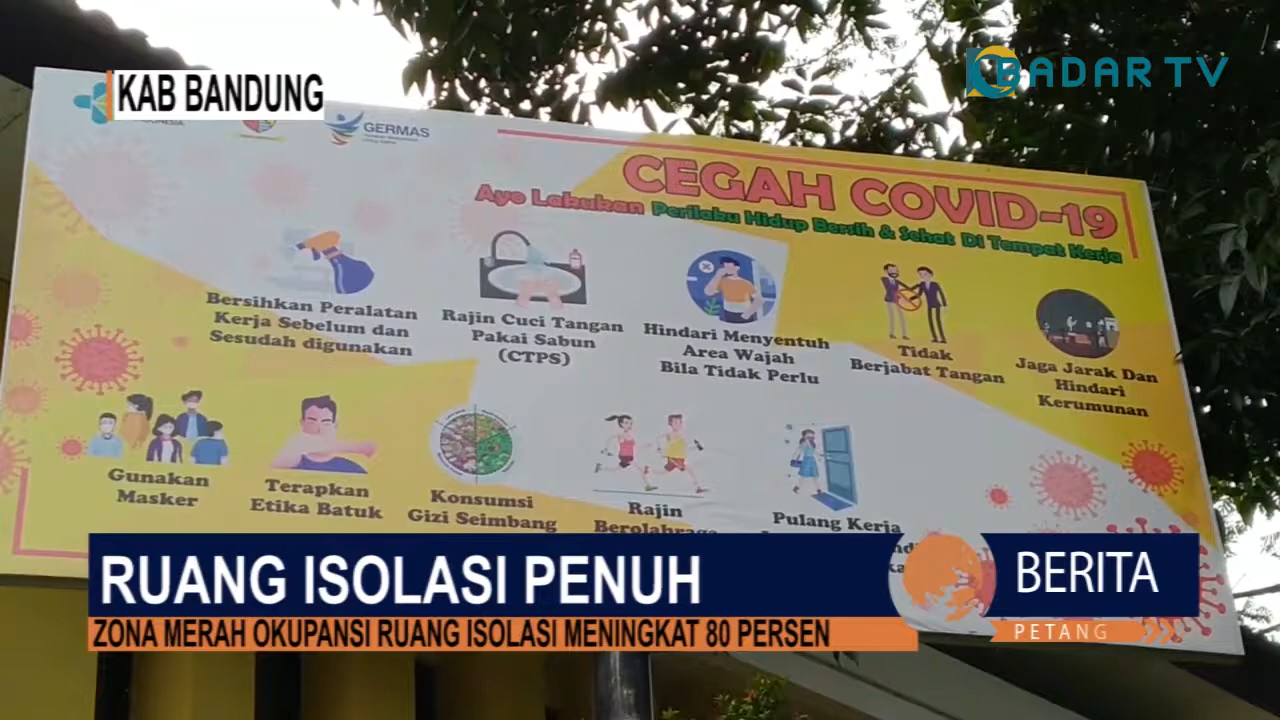 KAB BANDUNG
BADAR TV
GERMAS
CEGAH COVID-19
Ayo Lakukan Perilaku Hidup Bersih & Sehat Di Tempat Kerja
Bersihkan Peralatan
Kerja Sebelum dan
Sesudah digunakan
Rajin Cuci Tangan
Pakai Sabun
(CTPS)
Hindari Menyentuh
Area Wajah
Bila Tidak Perlu
Tidak
Berjabat Tangan
Jaga Jarak Dan
Hindari
Kerumunan
Gunakan
Masker
Terapkan
Etika Batuk
Konsumsi
Gizi Seimbang
Rajin
Berolahraga
Pulang Kerja
RUANG ISOLASI PENUH
ZONA MERAH OKUPANSI RUANG ISOLASI MENINGKAT 80 PERSEN
BERITA
PETANG